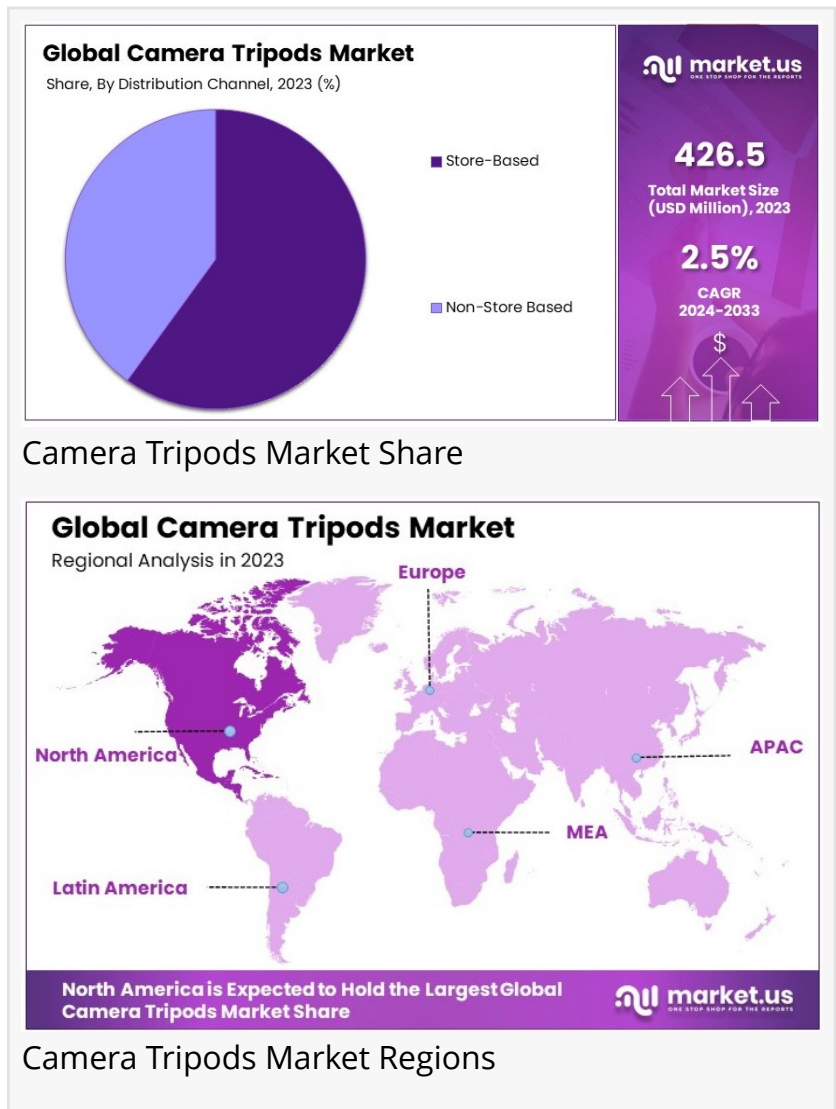 Global Camera Tripods Market
Share, By Distribution Channel, 2023 (%)
Store-Based
Non-Store Based
market.us
ONE STOP SHOP FOR THE REPORTS
426.5
Total Market Size
(USD Million), 2023
2.5%
CAGR
2024-2033
$
Camera Tripods Market Share
Global Camera Tripods Market
Regional Analysis in 2023
Europe
North America
APAC
MEA
Latin America
North America is Expected to Hold the Largest Global
Camera Tripods Market Share
market.us
ONE STOP SHOP FOR THE REPORTS
Camera Tripods Market Regions